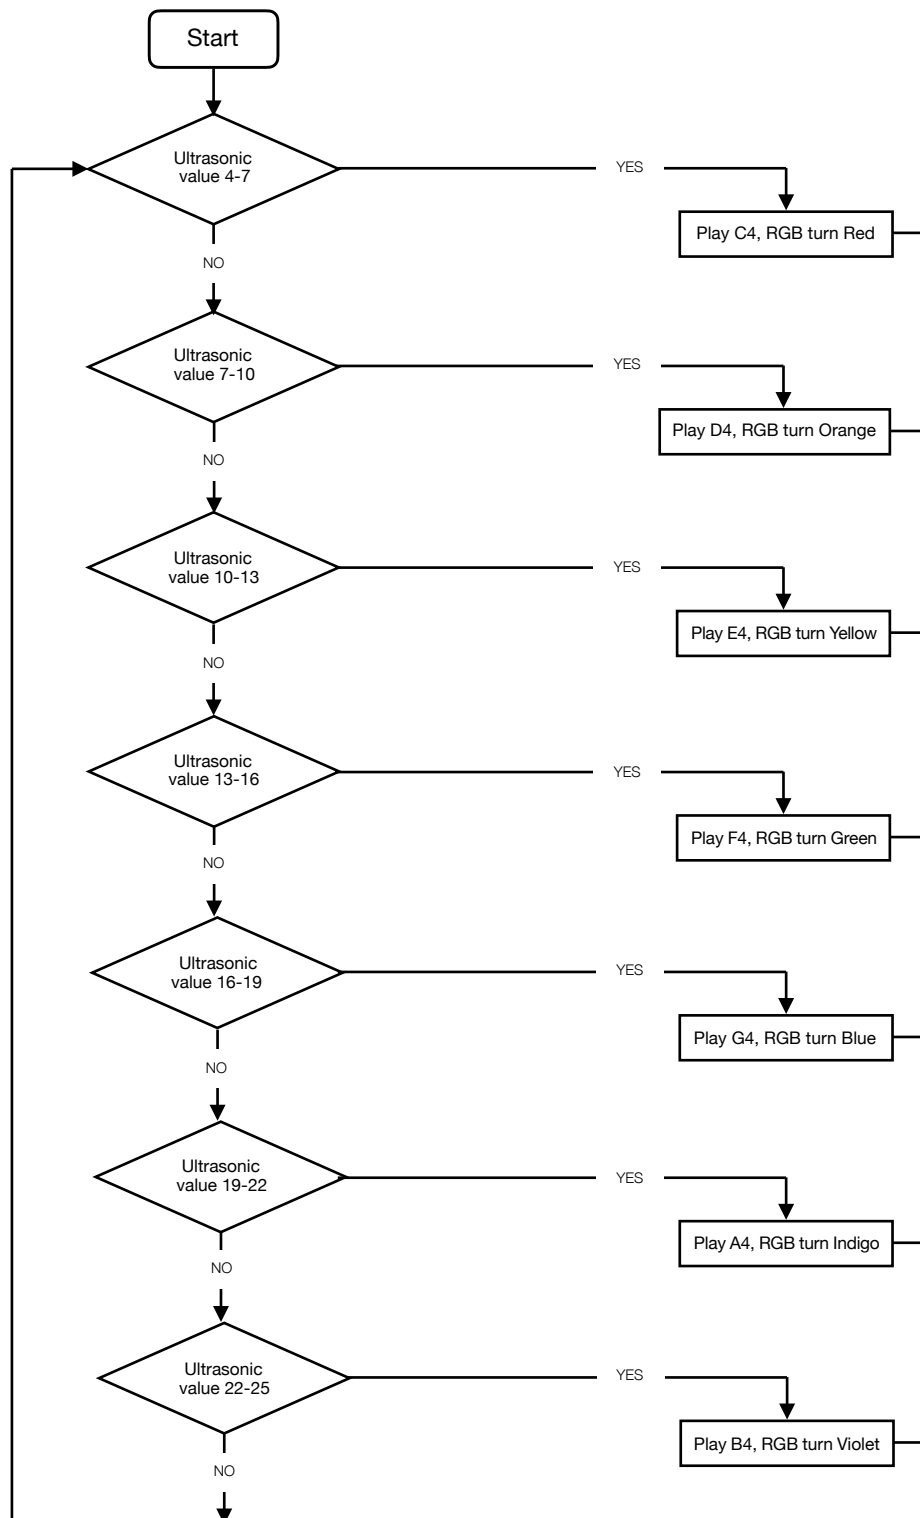 Start
Ultrasonic
value 4-7
YES
Play C4, RGB turn Red
NO
Ultrasonic
value 7-10
YES
Play D4, RGB turn Orange
NO
Ultrasonic
value 10-13
YES
Play E4, RGB turn Yellow
NO
Ultrasonic
value 13-16
YES
Play F4, RGB turn Green
NO
Ultrasonic
value 16-19
YES
Play G4, RGB turn Blue
NO
Ultrasonic
value 19-22
YES
Play A4, RGB turn Indigo
NO
Ultrasonic
value 22-25
YES
Play B4, RGB turn Violet
NO